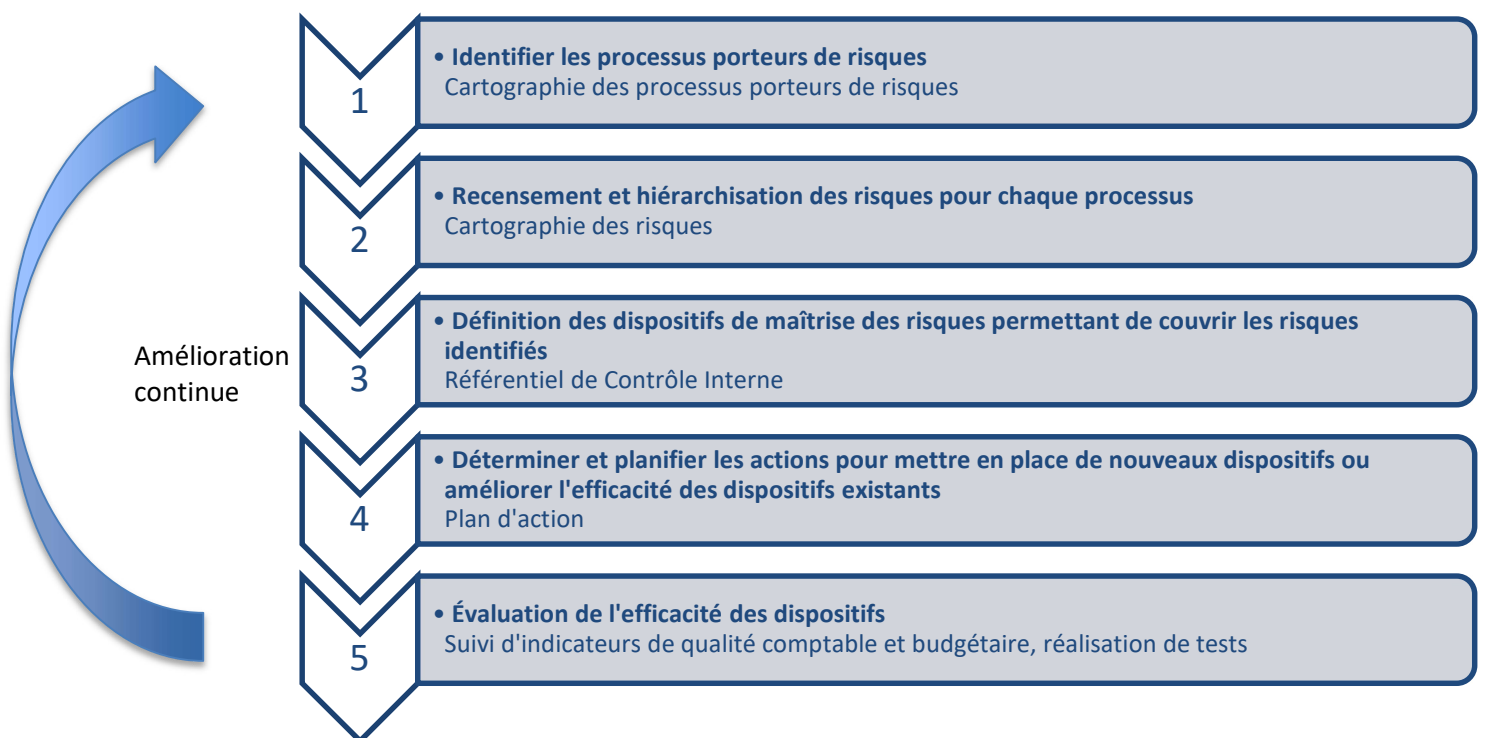 1
• Identifier les processus porteurs de risques
Cartographie des processus porteurs de risques
2
• Recensement et hiérarchisation des risques pour chaque processus
Cartographie des risques
Amélioration
continue
3
• Définition des dispositifs de maîtrise des risques permettant de couvrir les risques
identifiés
Référentiel de Contrôle Interne
4
• Déterminer et planifier les actions pour mettre en place de nouveaux dispositifs ou
améliorer l'efficacité des dispositifs existants
Plan d'action
5
• Évaluation de l'efficacité des dispositifs
Suivi d'indicateurs de qualité comptable et budgétaire, réalisation de tests